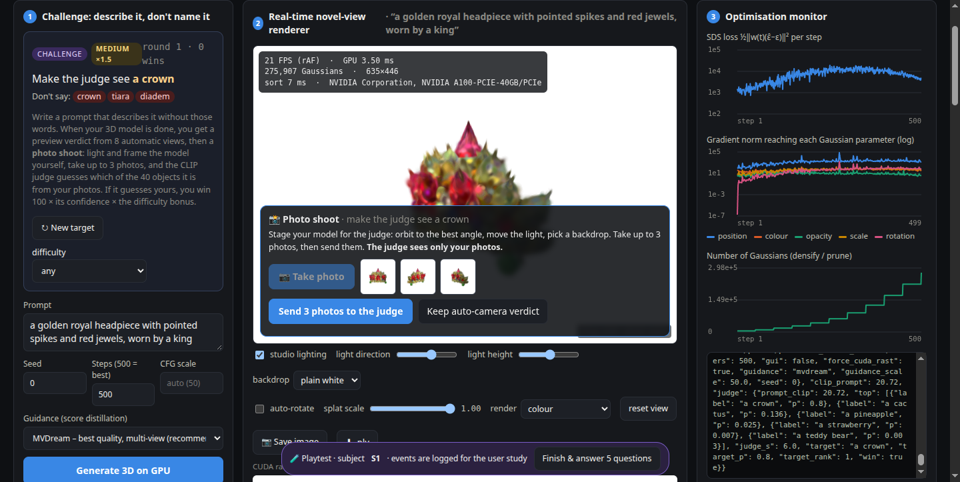 1 Challenge: describe it, don't name it
CHALLENGE
MEDIUM ×1.5
round 1 · 0 wins
Make the judge see a crown
Don't say: crown tiara diadem
Write a prompt that describes it without those
words. When your 3D model is done, you get a
preview verdict from 8 automatic views, then a
photo shoot: light and frame the model
yourself, take up to 3 photos, and the CLIP
judge guesses which of the 40 objects it is
from your photos. If it guesses yours, you win
100 × its confidence × the difficulty bonus.
↻ New target
difficulty
any
Prompt
a golden royal headpiece with pointed
spikes and red jewels, worn by a king
Seed
Steps (500 =
best)
CFG scale
0
500
auto (50)
Guidance (score distillation)
MVDream – best quality, multi-view (recommer
Generate 3D on GPU
2 Real-time novel-view
renderer
· "a golden royal headpiece with pointed spikes and red jewels,
worn by a king"
21 FPS (rAF) · GPU 3.50 ms
275,907 Gaussians · 635×446
sort 7 ms · NVIDIA Corporation, NVIDIA A100-PCIE-40GB/PCIe
📸 Photo shoot · make the judge see a crown
Stage your model for the judge: orbit to the best angle, move the light, pick a backdrop. Take up to 3
photos, then send them. The judge sees only your photos.
📷 Take photo
Send 3 photos to the judge
Keep auto-camera verdict
studio lighting
light direction
light height
backdrop
plain white
auto-rotate
splat scale
1.00
render
colour
reset view
📷 Save image
.ply
CUDA ra
🧪 Playtest · subject S1 · events are logged for the user study
Finish & answer 5 questions
3 Optimisation monitor
SDS loss ½||w(t)(ε̂−ε)||² per step
1e5
1e4
1e3
1e2
step 1
500
Gradient norm reaching each Gaussian parameter (log)
1e5
1e1
1e-3
1e-7
step 1
499
position
colour
opacity
scale
rotation
Number of Gaussians (densify / prune)
2.98e+5
1.49e+5
0
step 1
500
ers": 500, "gui": false, "force_cuda_rast":
true, "guidance": "mvdream", "guidance_scal
e": 50.0, "seed": 0}, "clip_prompt": 20.72,
"judge": {"prompt_clip": 20.72, "top": [{"la
bel": "a crown", "p": 0.8}, {"label": "a cac
tus", "p": 0.136}, {"label": "a pineapple",
"p": 0.025}, {"label": "a strawberry", "p":
0.007}, {"label": "a teddy bear", "p": 0.00
3}], "judge_s": 6.0, "target": "a crown", "t
arget_p": 0.8, "target_rank": 1, "win": tru
e}}